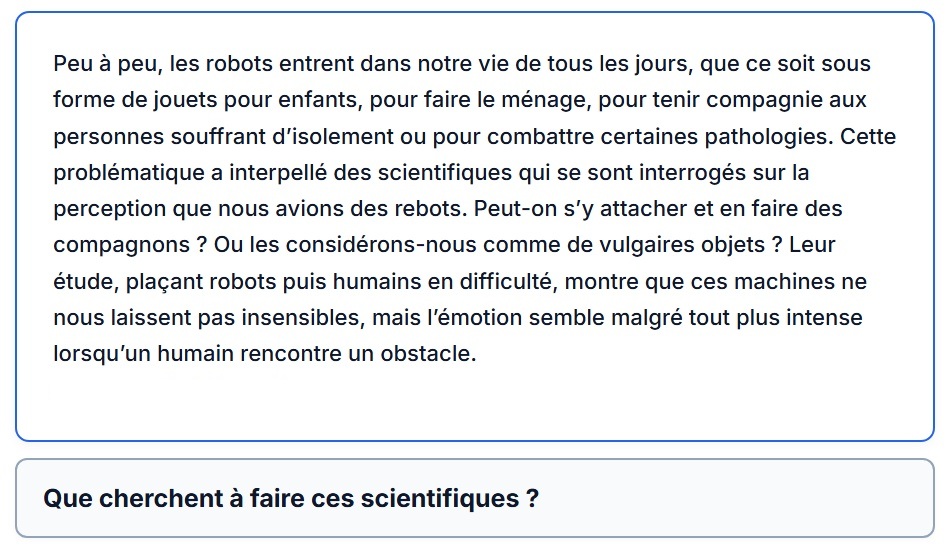 Peu à peu, les robots entrent dans notre vie de tous les jours, que ce soit sous
forme de jouets pour enfants, pour faire le ménage, pour tenir compagnie aux
personnes souffrant d’isolement ou pour combattre certaines pathologies. Cette
problématique a interpellé des scientifiques qui se sont interrogés sur la
perception que nous avions des rebots. Peut-on s’y attacher et en faire des
compagnons ? Ou les considérons-nous comme de vulgaires objets ? Leur
étude, plaçant robots puis humains en difficulté, montre que ces machines ne
nous laissent pas insensibles, mais l’émotion semble malgré tout plus intense
lorsqu’un humain rencontre un obstacle.
Que cherchent à faire ces scientifiques ?